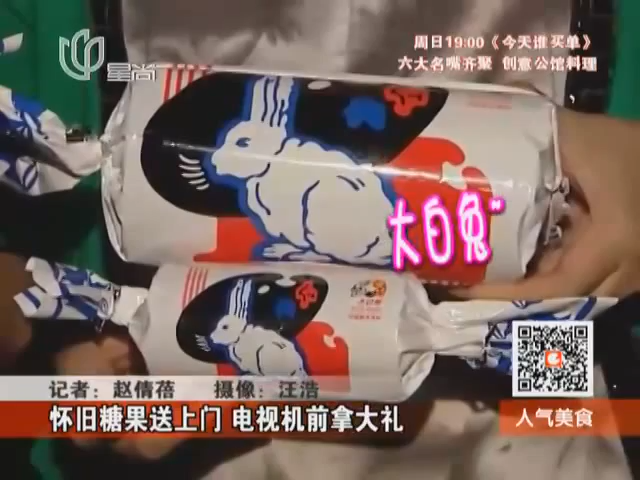 周日19:00《今天谁买单》
六大名嘴齐聚 创意公馆料理
星尚
大白兔
记者：赵倩蓓 摄像：汪浩
怀旧糖果送上门 电视机前拿大礼
人气美食